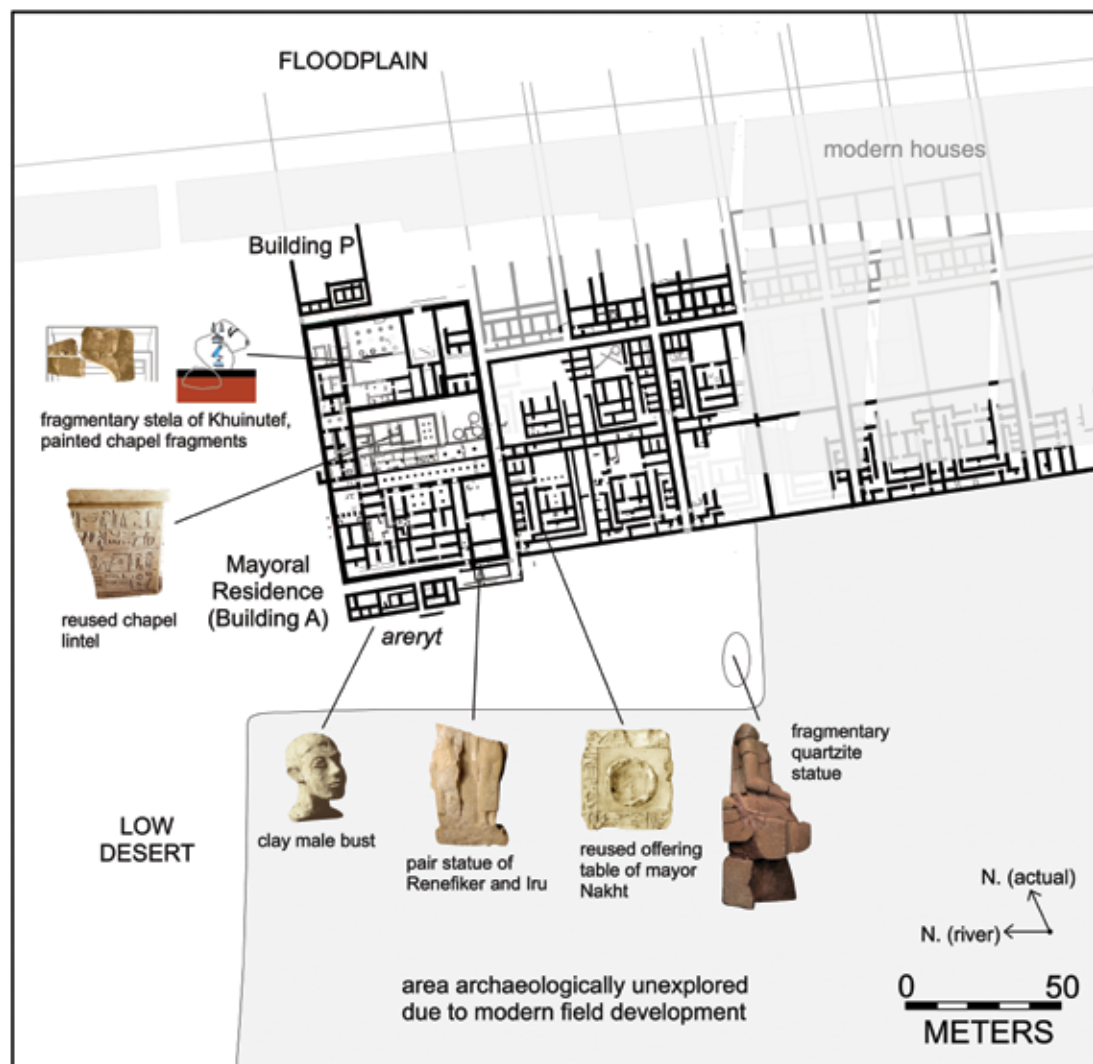 FLOODPLAIN
modern houses
Building P
fragmentary stela of Khuinutef,
painted chapel fragments
reused chapel
lintel
Mayoral
Residence
(Building A)
areryt
clay male bust
pair statue of
Renefiker and Iru
reused offering
table of mayor
Nakht
fragmentary
quartzite
statue
LOW
DESERT
N. (actual)
N. (river)
area archaeologically unexplored
due to modern field development
0 50
METERS